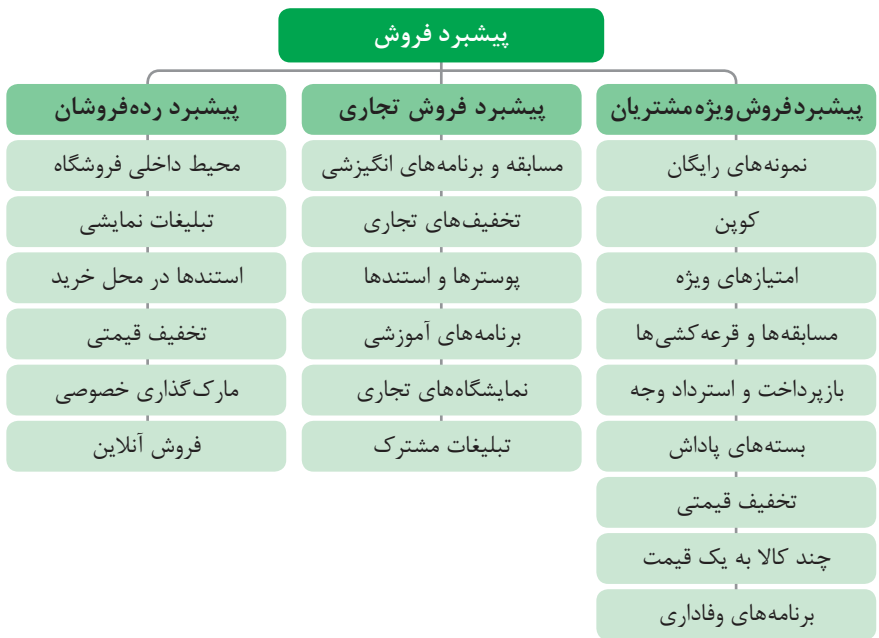 پیشبرد فروش
پیشبرد فروش ویژه مشتریان
نمونه‌های رایگان
کوپن
امتیازهای ویژه
مسابقه‌ها و قرعه‌کشی‌ها
بازپرداخت و استرداد وجه
بسته‌های پاداش
تخفیف قیمتی
چند کالا به یک قیمت
برنامه‌های وفاداری
پیشبرد فروش تجاری
مسابقه و برنامه‌های انگیزشی
تخفیف‌های تجاری
پوسترها و استندها
برنامه‌های آموزشی
نمایشگاه‌های تجاری
تبلیغات مشترک
پیشبرد رده‌فروشان
محیط داخلی فروشگاه
تبلیغات نمایشی
استندها در محل خرید
تخفیف قیمتی
مارک‌گذاری خصوصی
فروش آنلاین